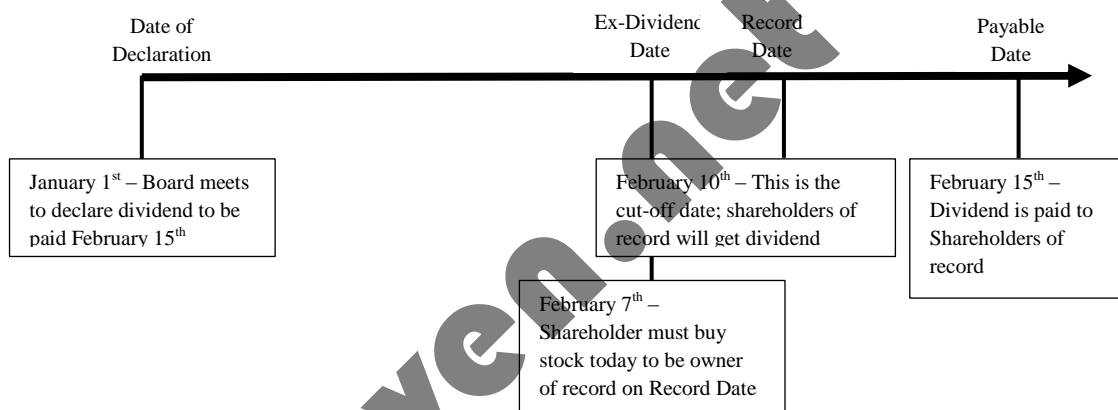 Date of
Declaration
Ex-Dividend
Date
Record
Date
Payable
Date
January 1st – Board meets
to declare dividend to be
paid February 15th
February 10th – This is the
cut-off date; shareholders of
record will get dividend
February 15th –
Dividend is paid to
Shareholders of
record
February 7th –
Shareholder must buy
stock today to be owner
of record on Record Date
ven.net